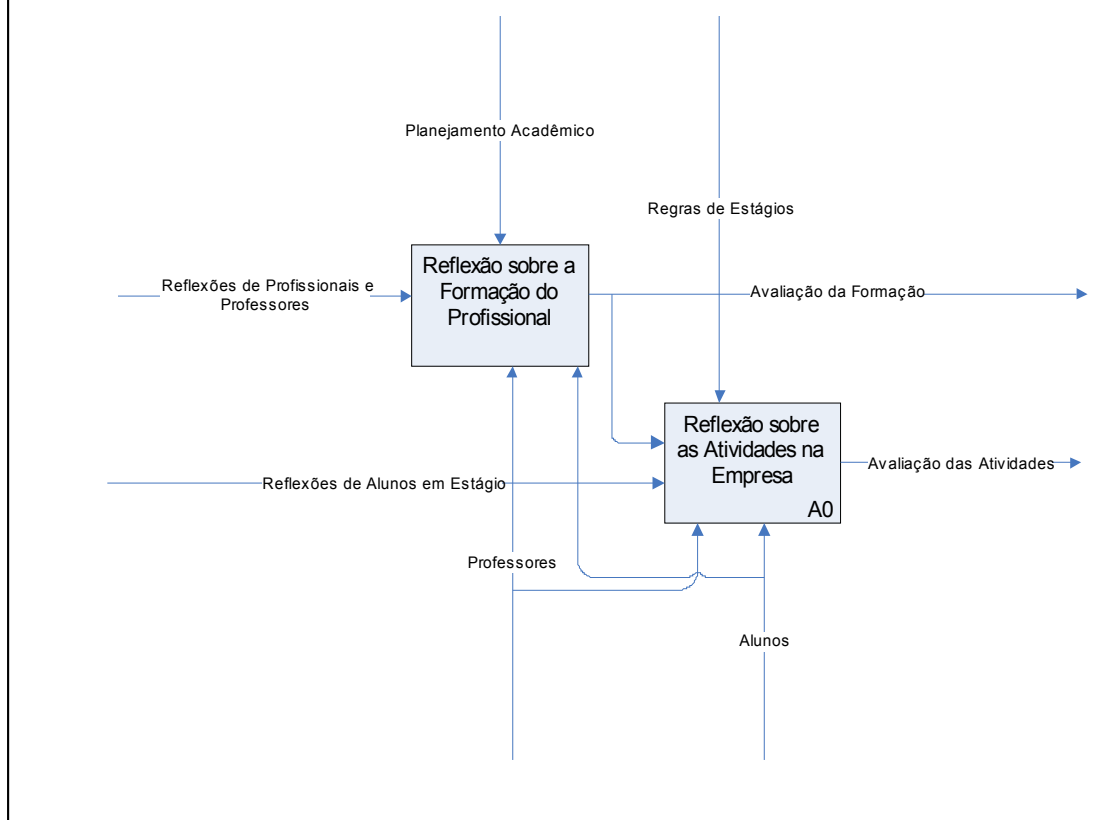 Planejamento Acadêmico
Regras de Estágios
Reflexão sobre a
Formação do
Profissional
Reflexões de Profissionais e
Professores
Avaliação da Formação
Reflexão sobre
as Atividades na
Empresa
A0
Avaliação das Atividades
Reflexões de Alunos em Estágio
Professores
Alunos